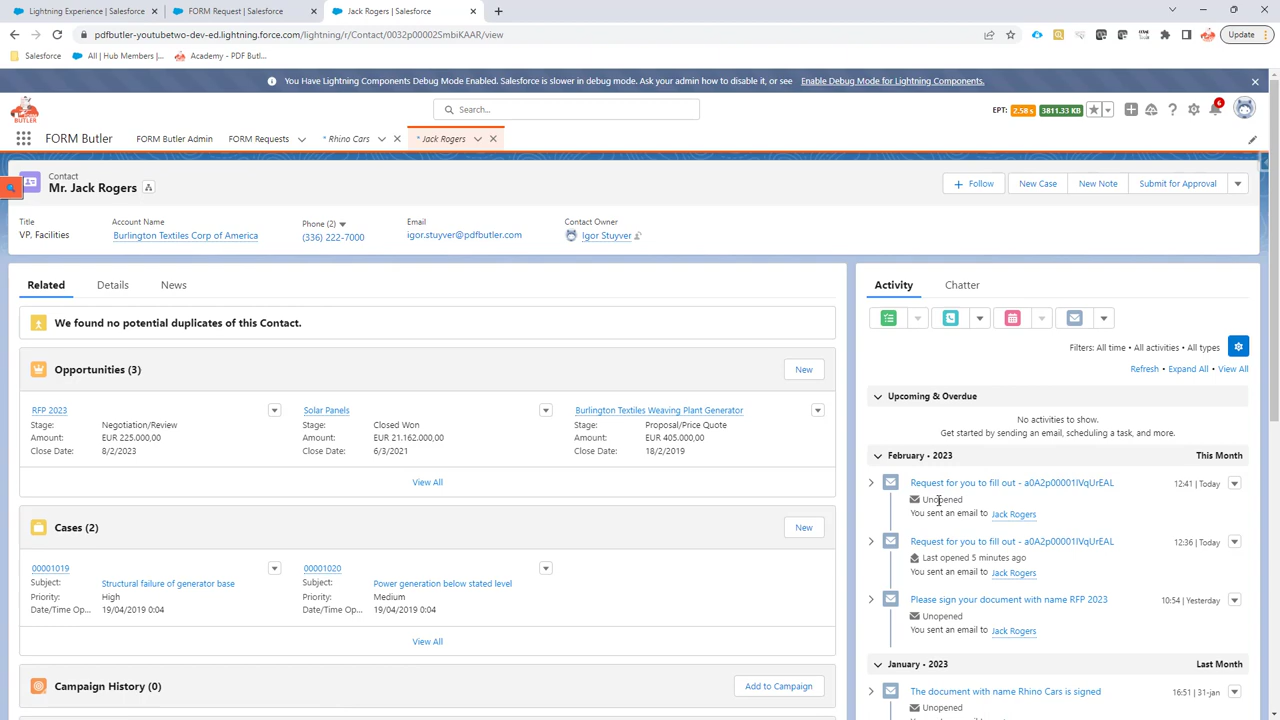 Lightning Experience | Salesforce
FORM Request | Salesforce
Jack Rogers | Salesforce
pdfbutler-youtubetwo-dev-ed.lightning.force.com/lightning/r/Contact/0032p00002SmbiKAAR/view
Update
Salesforce
All | Hub Members |...
Academy - PDF Butl...
You Have Lightning Components Debug Mode Enabled. Salesforce is slower in debug mode. Ask your admin how to disable it, or see Enable Debug Mode for Lightning Components.
BUTLER
Search...
EPT: 2.58 s 3811.33 KB
6
FORM Butler
FORM Butler Admin
FORM Requests
* Rhino Cars
* Jack Rogers
Contact
Mr. Jack Rogers
Follow
New Case
New Note
Submit for Approval
Title
Account Name
Phone (2)
Email
Contact Owner
VP, Facilities
Burlington Textiles Corp of America
(336) 222-7000
igor.stuyver@pdfbutler.com
Igor Stuyver
Related
Details
News
We found no potential duplicates of this Contact.
Opportunities (3)
New
RFP 2023
Stage: Negotiation/Review
Amount: EUR 225.000,00
Close Date: 8/2/2023
Solar Panels
Stage: Closed Won
Amount: EUR 21.162.000,00
Close Date: 6/3/2021
Burlington Textiles Weaving Plant Generator
Stage: Proposal/Price Quote
Amount: EUR 405.000,00
Close Date: 18/2/2019
View All
Cases (2)
New
00001019
Subject: Structural failure of generator base
Priority: High
Date/Time Op... 19/04/2019 0:04
00001020
Subject: Power generation below stated level
Priority: Medium
Date/Time Op... 19/04/2019 0:04
View All
Campaign History (0)
Add to Campaign
Activity
Chatter
Filters: All time • All activities • All types
Refresh • Expand All • View All
Upcoming & Overdue
No activities to show.
Get started by sending an email, scheduling a task, and more.
February • 2023
This Month
Request for you to fill out - a0A2p00001IVqUrEAL
12:41 | Today
Unopened
You sent an email to Jack Rogers
Request for you to fill out - a0A2p00001IVqUrEAL
12:36 | Today
Last opened 5 minutes ago
You sent an email to Jack Rogers
Please sign your document with name RFP 2023
10:54 | Yesterday
Unopened
You sent an email to Jack Rogers
January • 2023
Last Month
The document with name Rhino Cars is signed
16:51 | 31-jan
Unopened